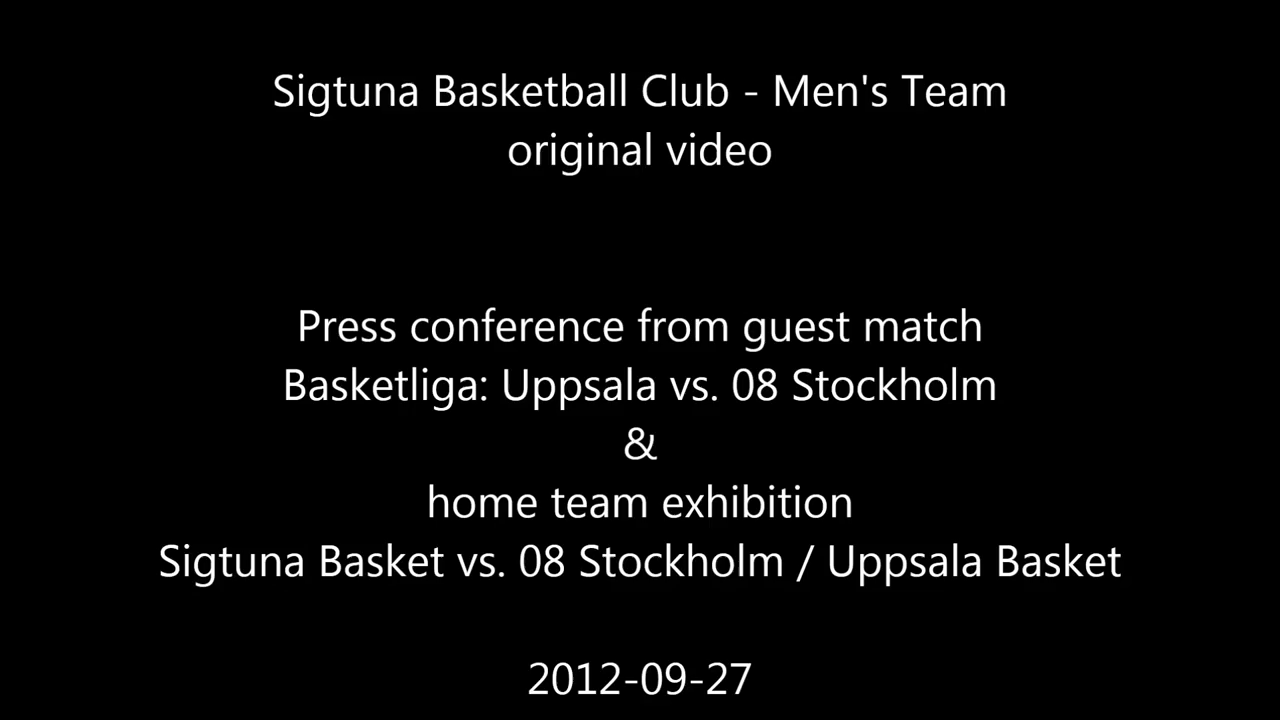 Sigtuna Basketball Club - Men's Team
original video
Press conference from guest match
Basketliga: Uppsala vs. 08 Stockholm
&
home team exhibition
Sigtuna Basket vs. 08 Stockholm / Uppsala Basket
2012-09-27